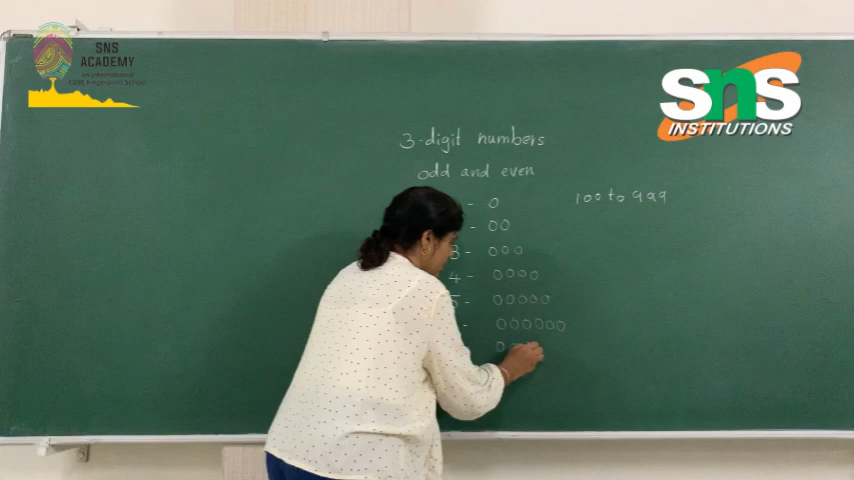 SNS
ACADEMY
SNS
INSTITUTIONS
3-digit numbers
odd and even
- 0
100 to 999
- 00
3 - 000
4 - 0000
5 - 00000
- 000000
0